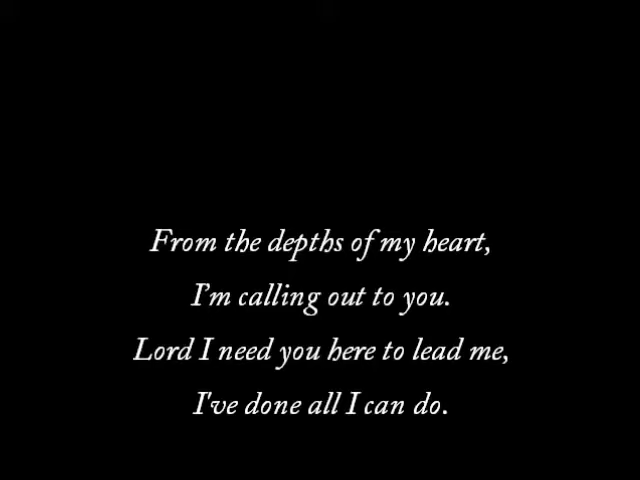 From the depths of my heart,
I'm calling out to you.
Lord I need you here to lead me,
I've done all I can do.